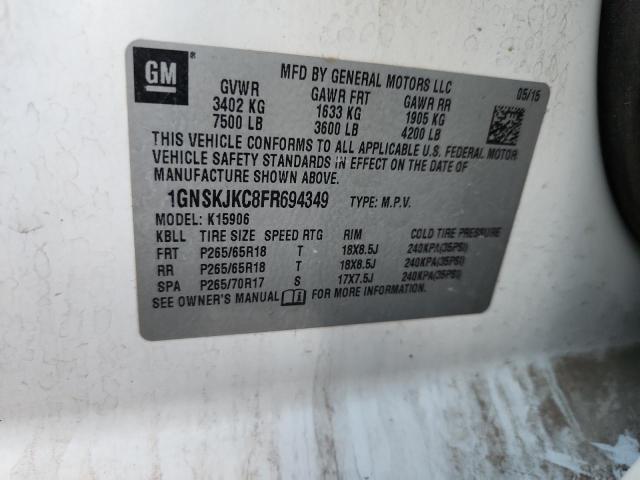 GM ®
MFD BY GENERAL MOTORS LLC 05/15
GVWR GAWR FRT GAWR RR
3402 KG 1633 KG 1905 KG
7500 LB 3600 LB 4200 LB
THIS VEHICLE CONFORMS TO ALL APPLICABLE U.S. FEDERAL MOTOR
VEHICLE SAFETY STANDARDS IN EFFECT ON THE DATE OF
MANUFACTURE SHOWN ABOVE.
1GNSKJKC8FR694349 TYPE: M.P.V.
MODEL: K15906
KBLL TIRE SIZE SPEED RTG RIM COLD TIRE PRESSURE
FRT P265/65R18 T 18X8.5J 240KPA(35PSI)
RR P265/65R18 T 18X8.5J 240KPA(35PSI)
SPA P265/70R17 S 17X7.5J 240KPA(35PSI)
SEE OWNER'S MANUAL FOR MORE INFORMATION.